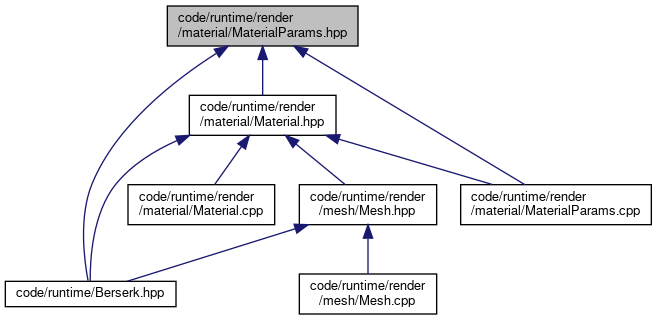 code/runtime/render
/material/MaterialParams.hpp
code/runtime/render
/material/Material.hpp
code/runtime/render
/material/Material.cpp
code/runtime/render
/mesh/Mesh.hpp
code/runtime/render
/material/MaterialParams.cpp
code/runtime/Berserk.hpp
code/runtime/render
/mesh/Mesh.cpp